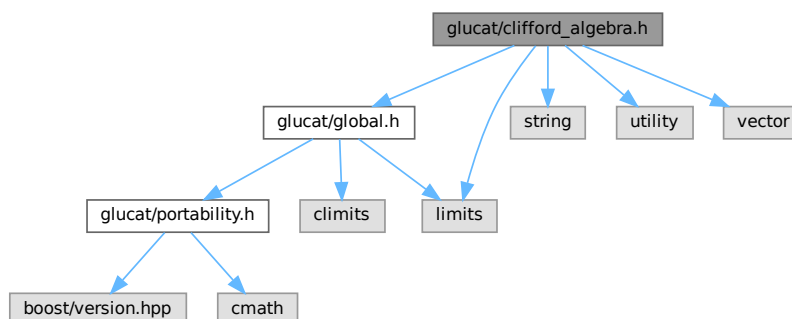 glucat/clifford_algebra.h
glucat/global.h
string
utility
vector
glucat/portability.h
climits
limits
boost/version.hpp
cmath